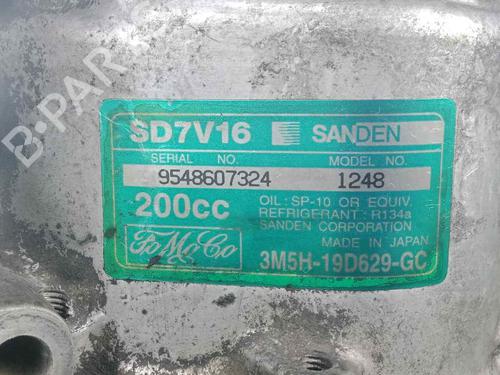 B-PARTS
SD7V16 SANDEN
SERIAL NO. MODEL NO.
9548607324 1248
200cc OIL : SP-10 OR EQUIV.
REFRIGERANT : R134a
SANDEN CORPORATION
MADE IN JAPAN
FoMoCo 3M5H-19D629-GC